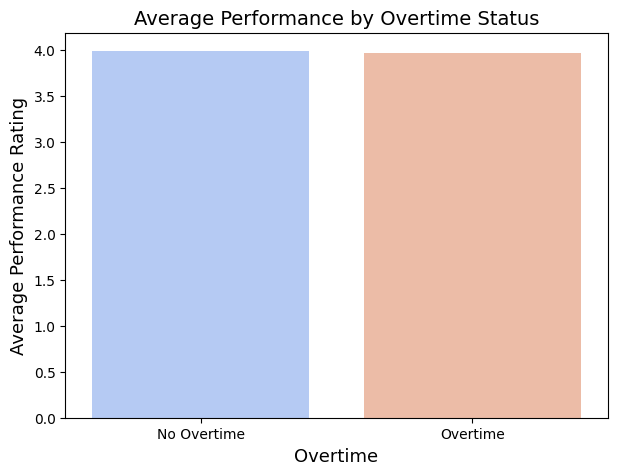 Average Performance by Overtime Status
Average Performance Rating
4.0
3.5
3.0
2.5
2.0
1.5
1.0
0.5
0.0
No Overtime
Overtime
Overtime